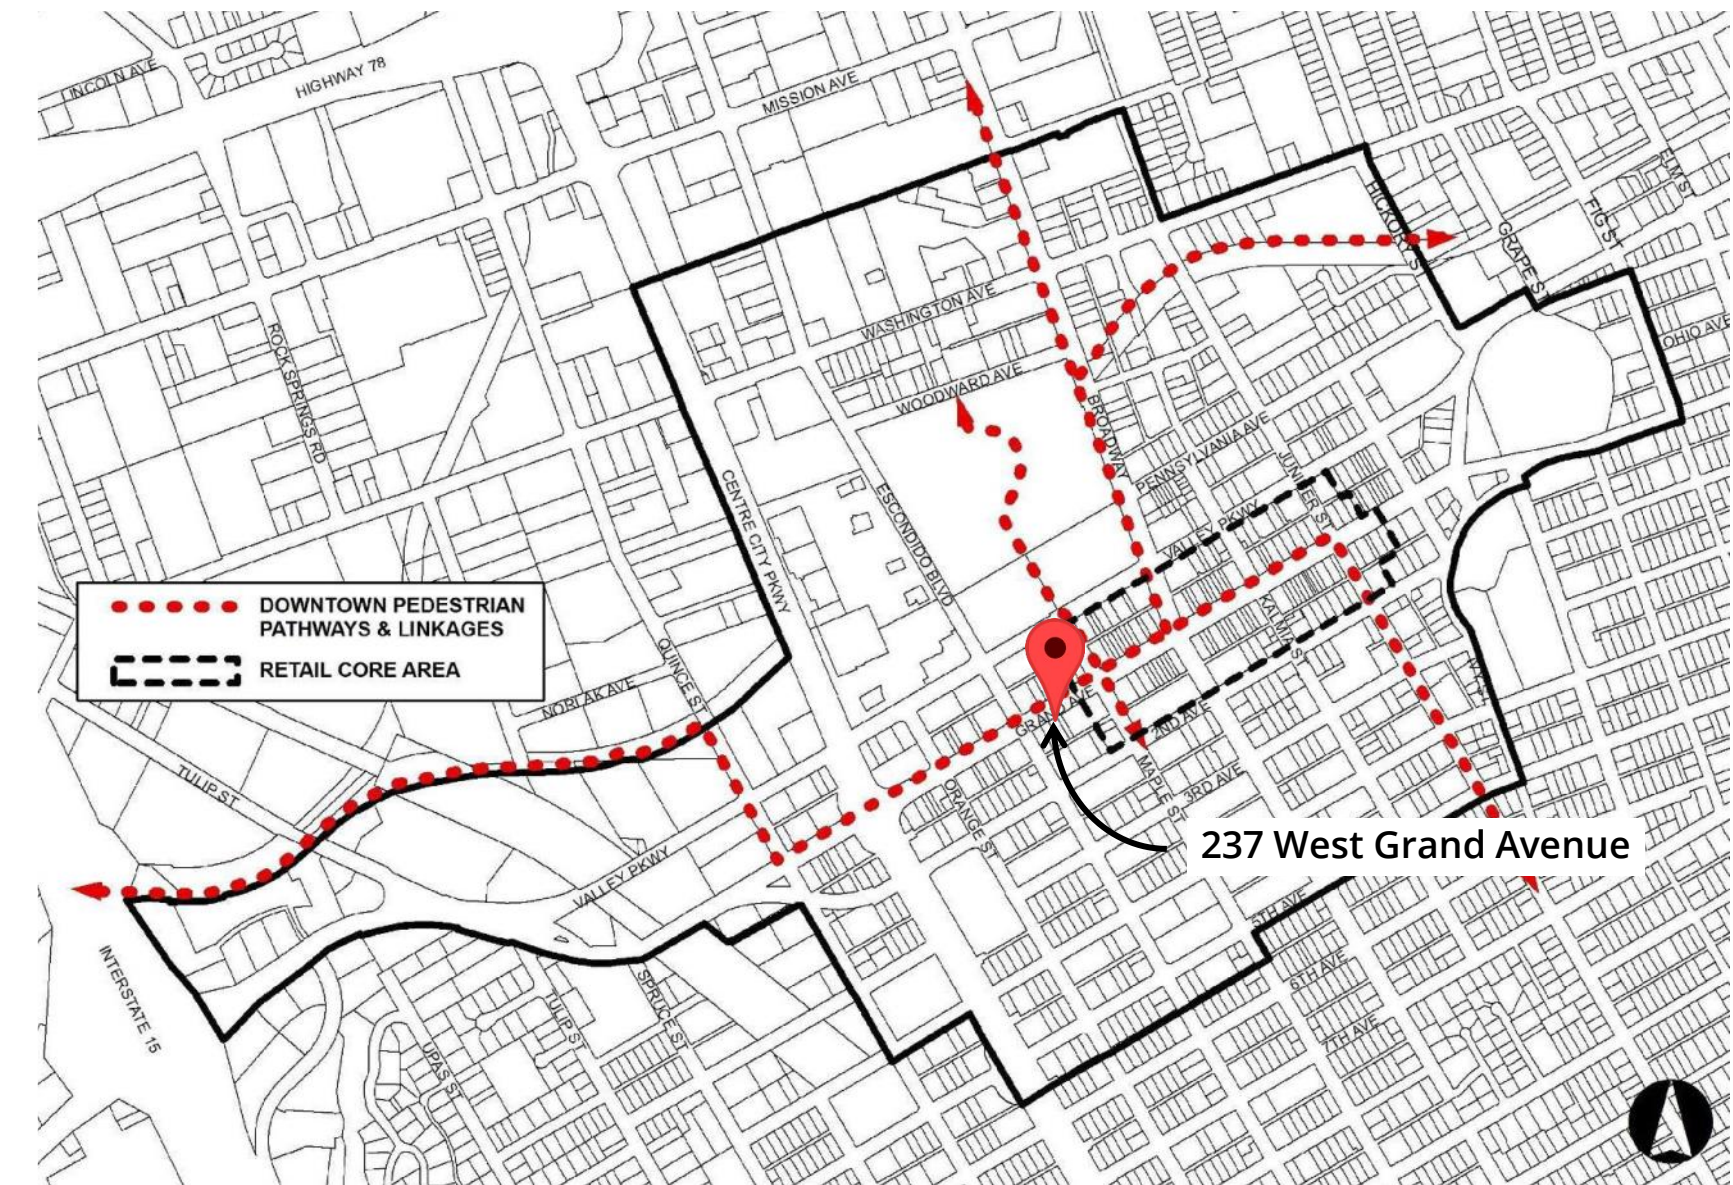 LINCOLN AVE
HIGHWAY 78
MISSION AVE
ELM ST
HICKORY ST
FIG ST
GRAPE ST
WASHINGTON AVE
ROCK SPRINGS RD
OHIO AVE
WOODWARD AVE
BROADWAY
PENNSYLVANIA AVE
JUNIPER ST
CENTRE CITY PKWY
ESCONDIDO BLVD
VALLEY PKWY
DOWNTOWN PEDESTRIAN
PATHWAYS & LINKAGES
RETAIL CORE AREA
KALMIA ST
QUINCE ST
IVY ST
NORLAK AVE
GRAND AVE
2ND AVE
TULIP ST
MAPLE ST
3RD AVE
ORANGE ST
237 West Grand Avenue
VALLEY PKWY
5TH AVE
INTERSTATE 15
SPRUCE ST
6TH AVE
TULIP ST
UPAS ST
7TH AVE